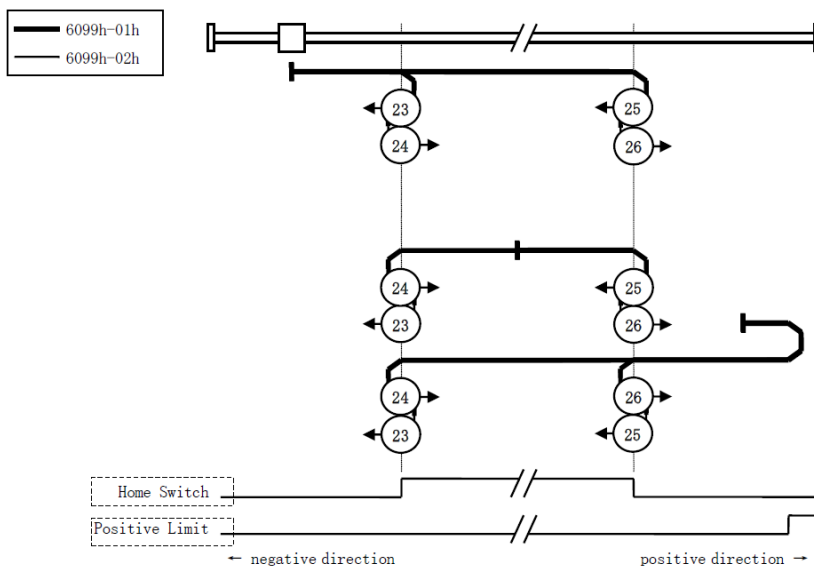 6099h-01h
6099h-02h
23 25
24 26
24 25
23 26
24 26
23 25
Home Switch
Positive Limit
← negative direction positive direction →